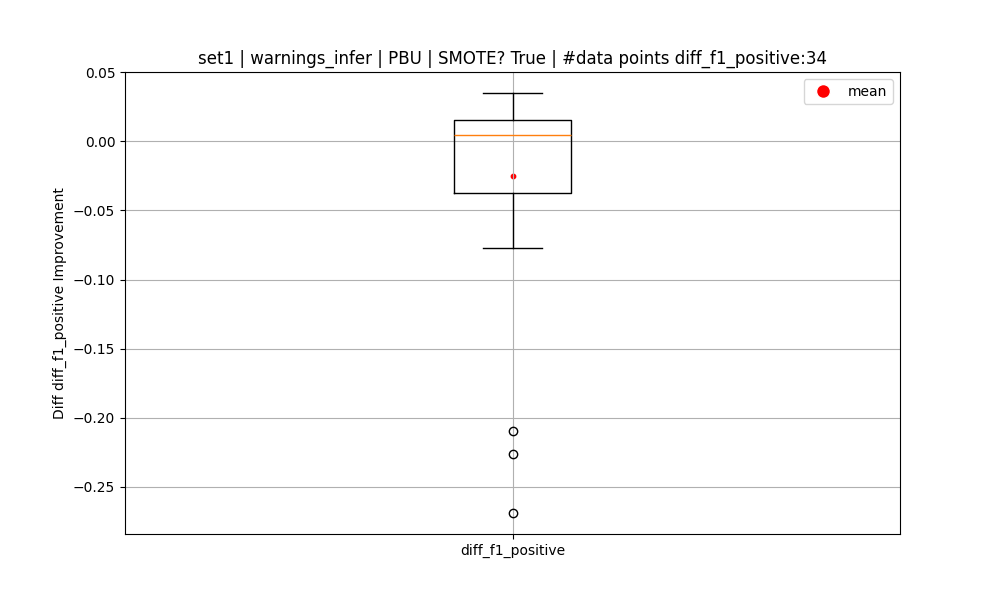 set1 | warnings_infer | PBU | SMOTE? True | #data points diff_f1_positive:34
mean
Diff diff_f1_positive Improvement
0.05
0.00
−0.05
−0.10
−0.15
−0.20
−0.25
diff_f1_positive